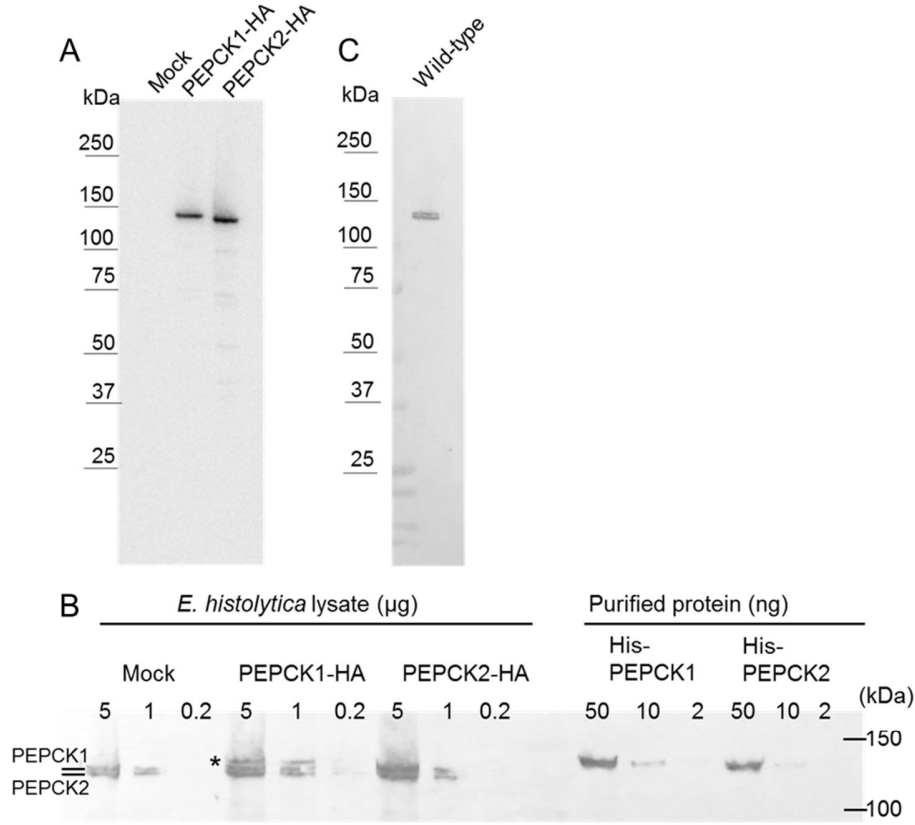 A
Mock
PEPCK1-HA
PEPCK2-HA
kDa
250
150
100
75
50
37
25
C
Wild-type
kDa
250
150
100
75
50
37
25
B
E. histolytica lysate (μg)
Purified protein (ng)
Mock
PEPCK1-HA
PEPCK2-HA
His-
PEPCK1
His-
PEPCK2
(kDa)
5 1 0.2 5 1 0.2 5 1 0.2 50 10 2 50 10 2
PEPCK1
PEPCK2
*
150
100